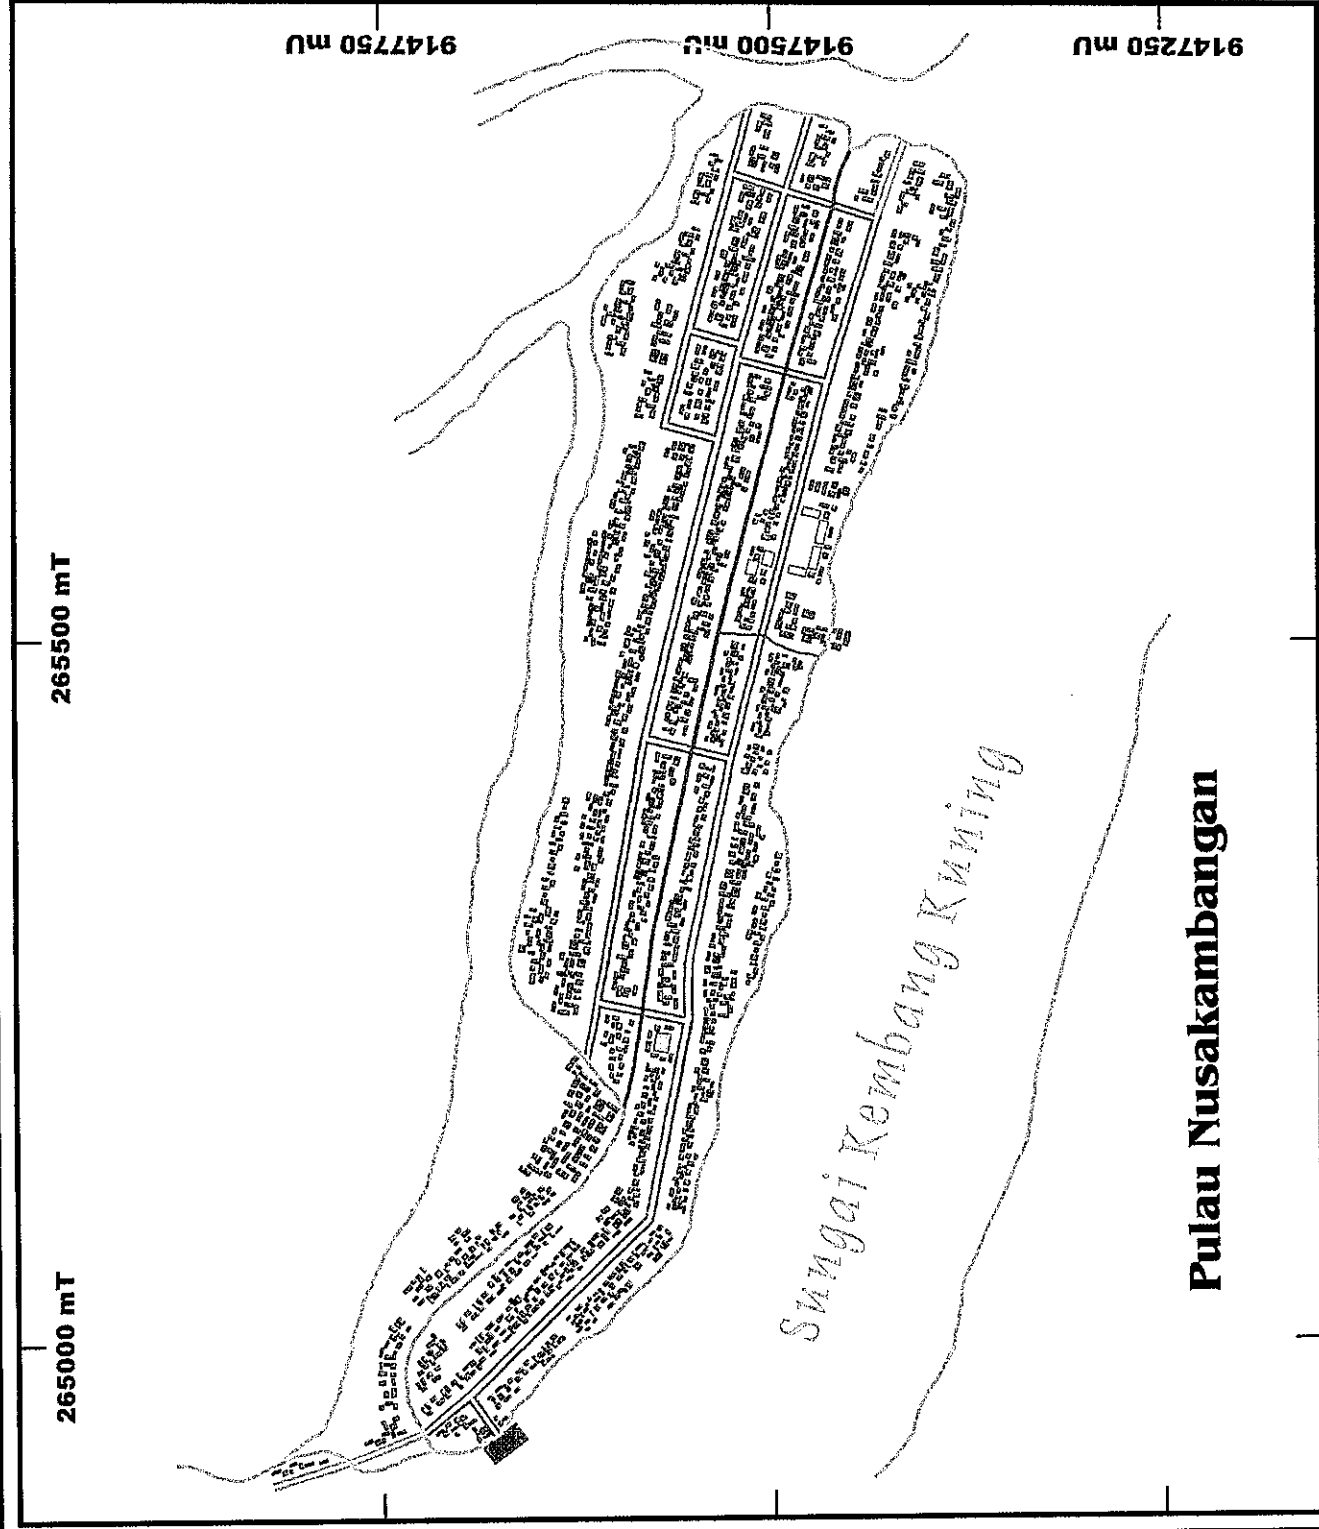 9147750 mU
9147500 mU
9147250 mU
265500 mT
265000 mT
Sungai Kembang Kuning
Pulau Nusakambangan